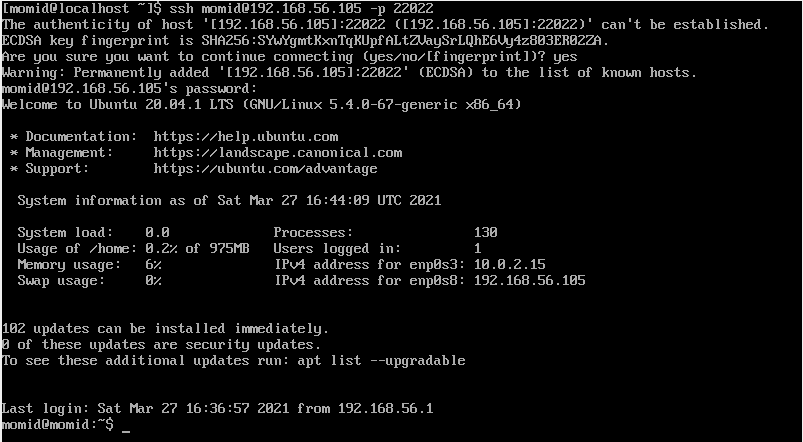 [momid@localhost ~]$ ssh momid@192.168.56.105 -p 22022
The authenticity of host '[192.168.56.105]:22022 ([192.168.56.105]:22022)' can't be established.
ECDSA key fingerprint is SHA256:SYwYgmtKxnTqKUpfALtZVaySrLQhE6Vy4z803ER02ZA.
Are you sure you want to continue connecting (yes/no/[fingerprint])? yes
Warning: Permanently added '[192.168.56.105]:22022' (ECDSA) to the list of known hosts.
momid@192.168.56.105's password:
Welcome to Ubuntu 20.04.1 LTS (GNU/Linux 5.4.0-67-generic x86_64)
* Documentation: https://help.ubuntu.com
* Management: https://landscape.canonical.com
* Support: https://ubuntu.com/advantage
System information as of Sat Mar 27 16:44:09 UTC 2021
System load: 0.0 Processes: 130
Usage of /home: 0.2% of 975MB Users logged in: 1
Memory usage: 6% IPv4 address for enp0s3: 10.0.2.15
Swap usage: 0% IPv4 address for enp0s8: 192.168.56.105
102 updates can be installed immediately.
0 of these updates are security updates.
To see these additional updates run: apt list --upgradable
Last login: Sat Mar 27 16:36:57 2021 from 192.168.56.1
momid@momid:~$ _